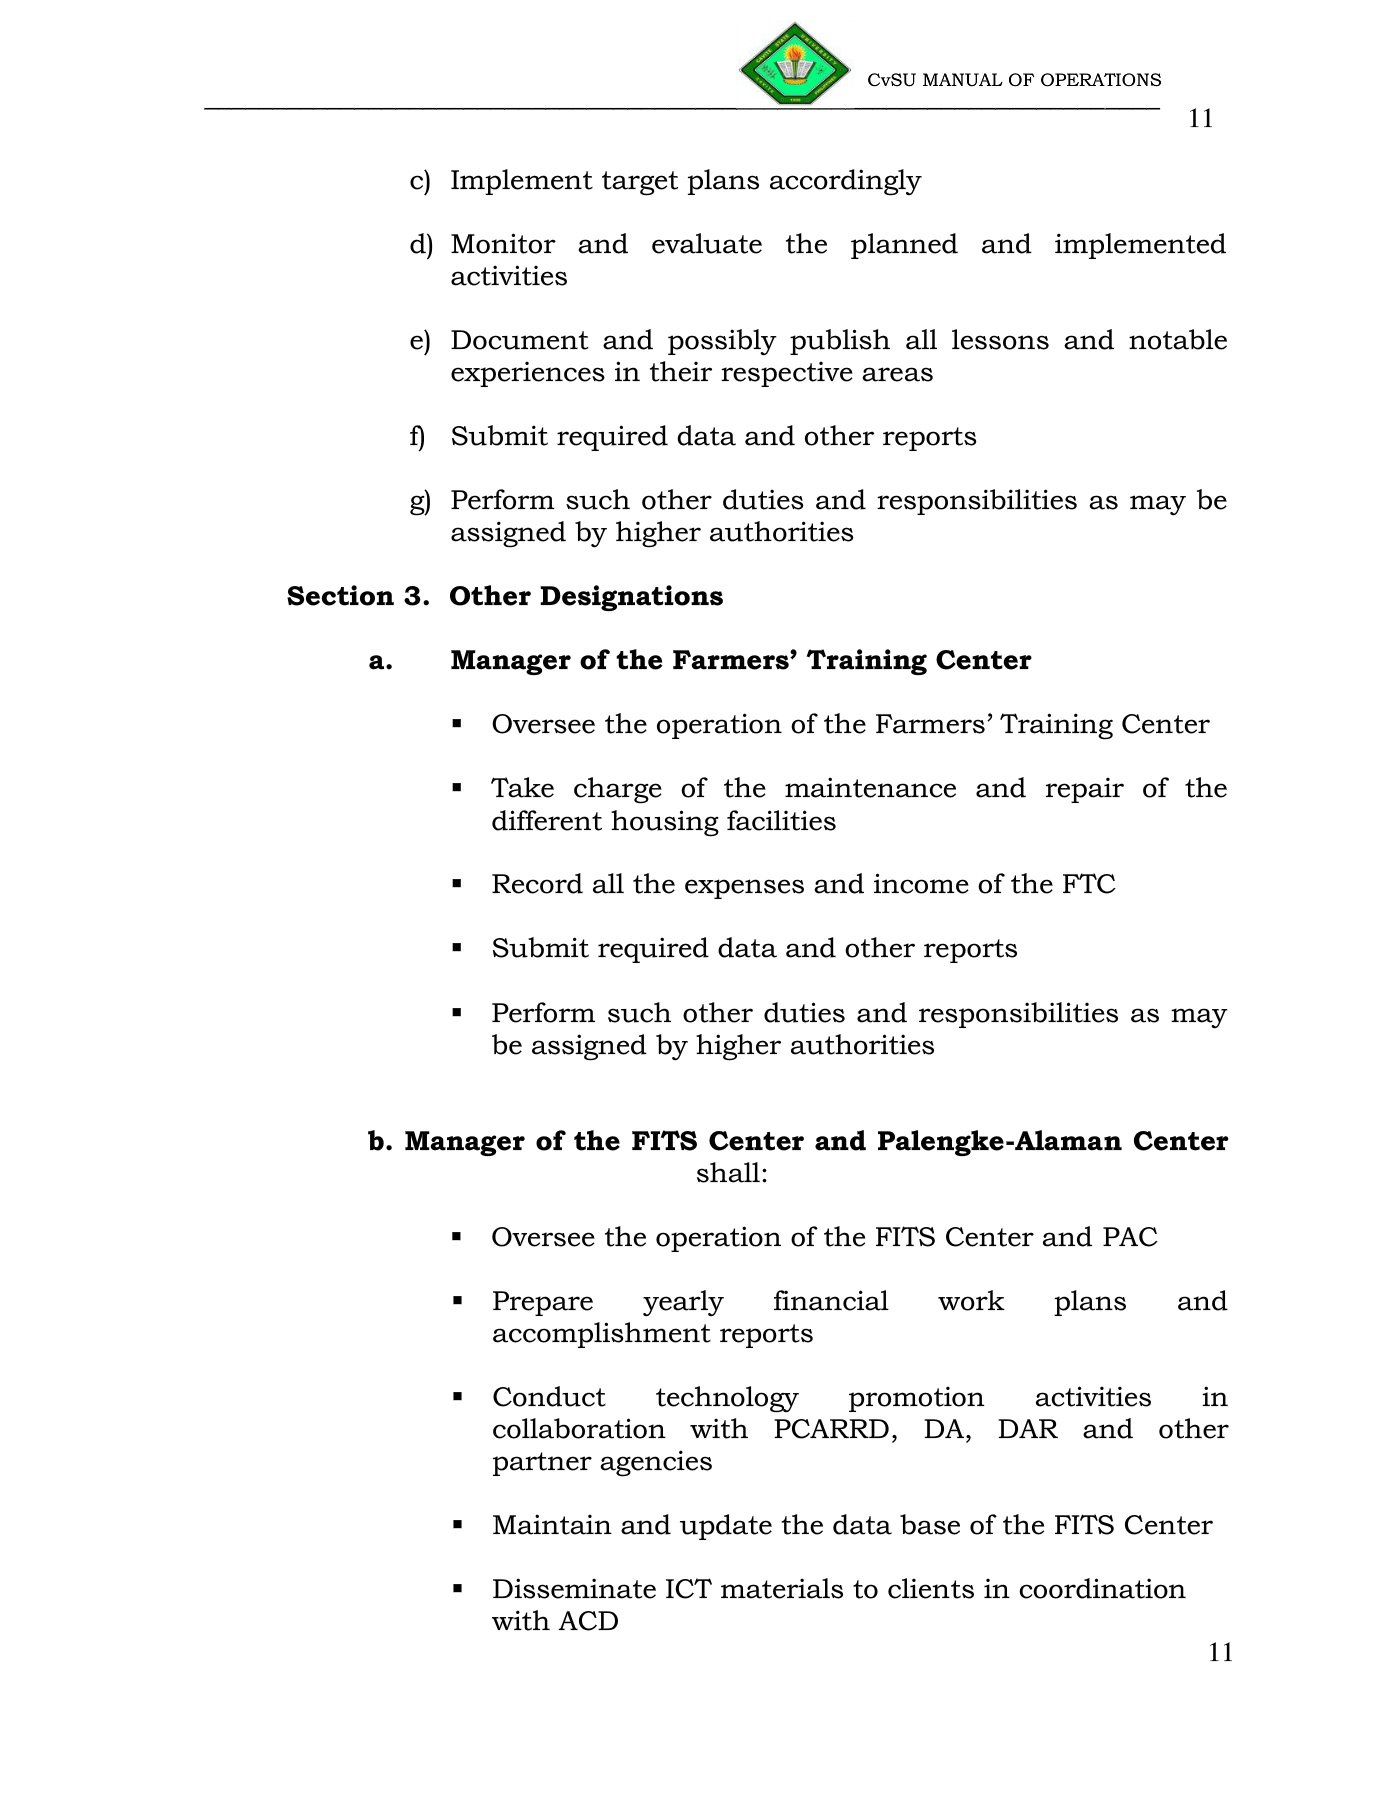 CvSU MANUAL OF OPERATIONS
11
c) Implement target plans accordingly
d) Monitor and evaluate the planned and implemented
activities
e) Document and possibly publish all lessons and notable
experiences in their respective areas
f) Submit required data and other reports
g) Perform such other duties and responsibilities as may be
assigned by higher authorities
Section 3. Other Designations
a. Manager of the Farmers’ Training Center
▪ Oversee the operation of the Farmers’ Training Center
▪ Take charge of the maintenance and repair of the
different housing facilities
▪ Record all the expenses and income of the FTC
▪ Submit required data and other reports
▪ Perform such other duties and responsibilities as may
be assigned by higher authorities
b. Manager of the FITS Center and Palengke-Alaman Center
shall:
▪ Oversee the operation of the FITS Center and PAC
▪ Prepare yearly financial work plans and
accomplishment reports
▪ Conduct technology promotion activities in
collaboration with PCARRD, DA, DAR and other
partner agencies
▪ Maintain and update the data base of the FITS Center
▪ Disseminate ICT materials to clients in coordination
with ACD
11